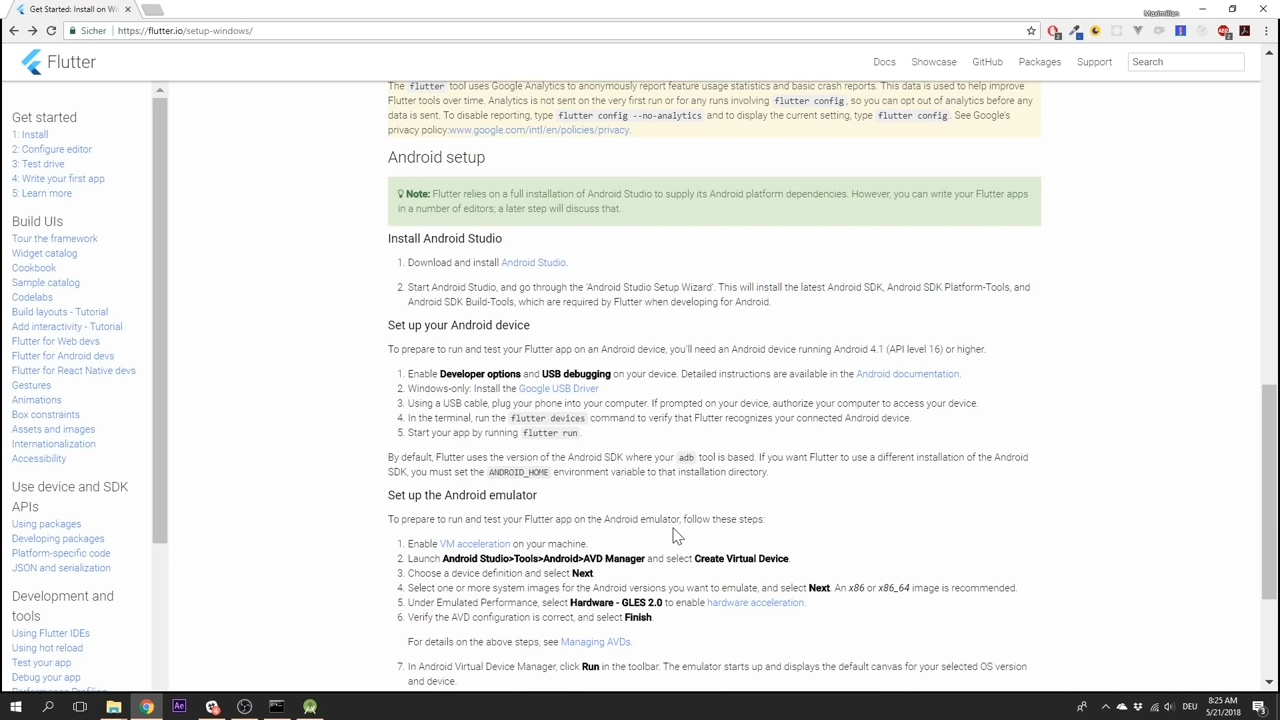 Get Started: Install on Wi
Maximilian
Sicher
https://flutter.io/setup-windows/
Flutter
Docs
Showcase
GitHub
Packages
Support
Search
Get started
1: Install
2: Configure editor
3: Test drive
4: Write your first app
5: Learn more
Build UIs
Tour the framework
Widget catalog
Cookbook
Sample catalog
Codelabs
Build layouts - Tutorial
Add interactivity - Tutorial
Flutter for Web devs
Flutter for Android devs
Flutter for React Native devs
Gestures
Animations
Box constraints
Assets and images
Internationalization
Accessibility
Use device and SDK
APIs
Using packages
Developing packages
Platform-specific code
JSON and serialization
Development and
tools
Using Flutter IDEs
Using hot reload
Test your app
Debug your app
The flutter tool uses Google Analytics to anonymously report feature usage statistics and basic crash reports. This data is used to help improve
Flutter tools over time. Analytics is not sent on the very first run or for any runs involving flutter config, so you can opt out of analytics before any
data is sent. To disable reporting, type flutter config --no-analytics and to display the current setting, type flutter config. See Google's
privacy policy:www.google.com/intl/en/policies/privacy.
Android setup
Note: Flutter relies on a full installation of Android Studio to supply its Android platform dependencies. However, you can write your Flutter apps
in a number of editors; a later step will discuss that.
Install Android Studio
1. Download and install Android Studio.
2. Start Android Studio, and go through the 'Android Studio Setup Wizard'. This will install the latest Android SDK, Android SDK Platform-Tools, and
Android SDK Build-Tools, which are required by Flutter when developing for Android.
Set up your Android device
To prepare to run and test your Flutter app on an Android device, you'll need an Android device running Android 4.1 (API level 16) or higher.
1. Enable Developer options and USB debugging on your device. Detailed instructions are available in the Android documentation.
2. Windows-only: Install the Google USB Driver
3. Using a USB cable, plug your phone into your computer. If prompted on your device, authorize your computer to access your device.
4. In the terminal, run the flutter devices command to verify that Flutter recognizes your connected Android device.
5. Start your app by running flutter run.
By default, Flutter uses the version of the Android SDK where your adb tool is based. If you want Flutter to use a different installation of the Android
SDK, you must set the ANDROID_HOME environment variable to that installation directory.
Set up the Android emulator
To prepare to run and test your Flutter app on the Android emulator, follow these steps:
1. Enable VM acceleration on your machine.
2. Launch Android Studio>Tools>Android>AVD Manager and select Create Virtual Device.
3. Choose a device definition and select Next.
4. Select one or more system images for the Android versions you want to emulate, and select Next. An x86 or x86_64 image is recommended.
5. Under Emulated Performance, select Hardware - GLES 2.0 to enable hardware acceleration.
6. Verify the AVD configuration is correct, and select Finish.
For details on the above steps, see Managing AVDs.
7. In Android Virtual Device Manager, click Run in the toolbar. The emulator starts up and displays the default canvas for your selected OS version
and device.
DEU
8:25 AM
5/21/2018